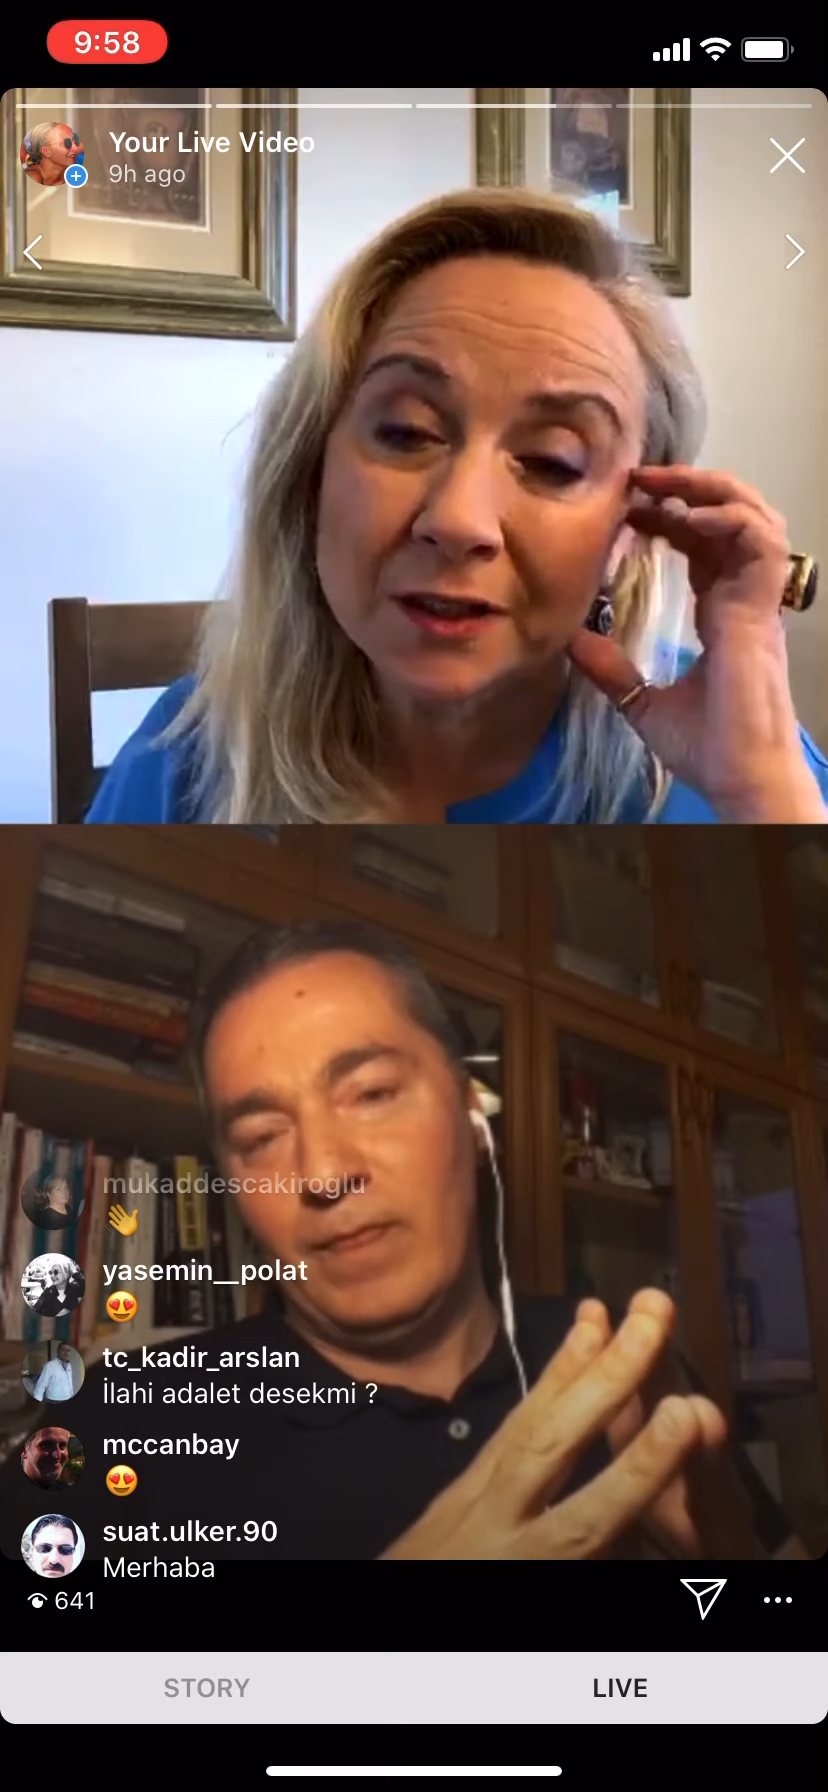 9:58
Your Live Video
9h ago
mukaddescakiroglu
👋
yasemin__polat
😍
tc_kadir_arslan
İlahi adalet desekmi ?
mccanbay
😍
suat.ulker.90
Merhaba
641
STORY
LIVE